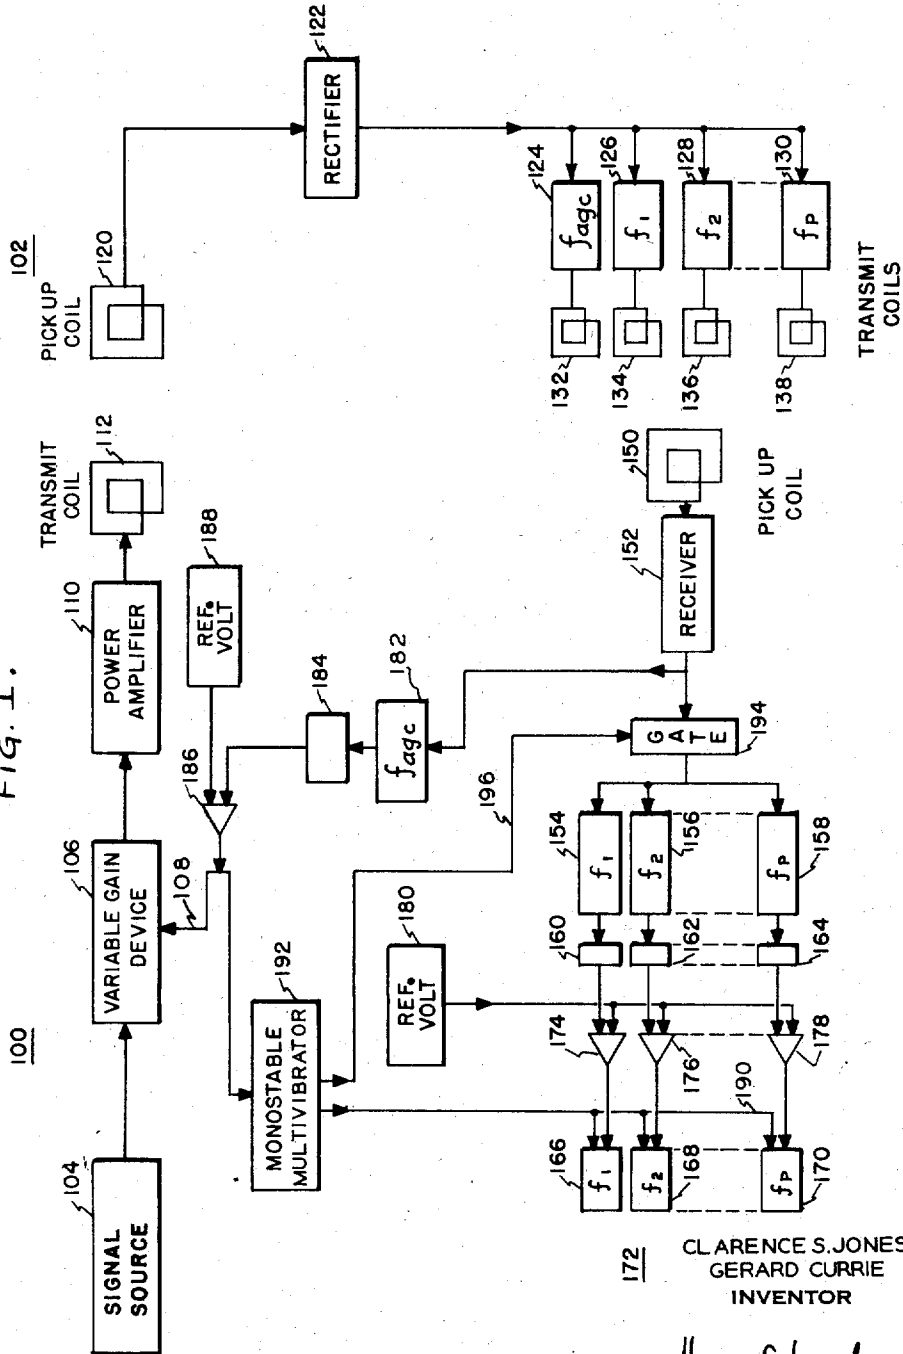 FIG. 1.
100
SIGNAL
SOURCE
104
VARIABLE GAIN
DEVICE
106
108
POWER
AMPLIFIER
110
TRANSMIT
COIL
112
102
PICK UP
COIL
120
RECTIFIER
122
REF.
VOLT
188
186
184
fagc
182
MONOSTABLE
MULTIVIBRATOR
192
196
REF.
VOLT
180
GATE
194
RECEIVER
152
150
PICK UP
COIL
fagc
124
f1
126
f2
128
fP
130
132
134
136
138
TRANSMIT
COILS
f1
154
f2
156
fP
158
160
162
164
174
176
178
190
f1
166
f2
168
fP
170
172
CLARENCE S. JONES
GERARD CURRIE
INVENTOR